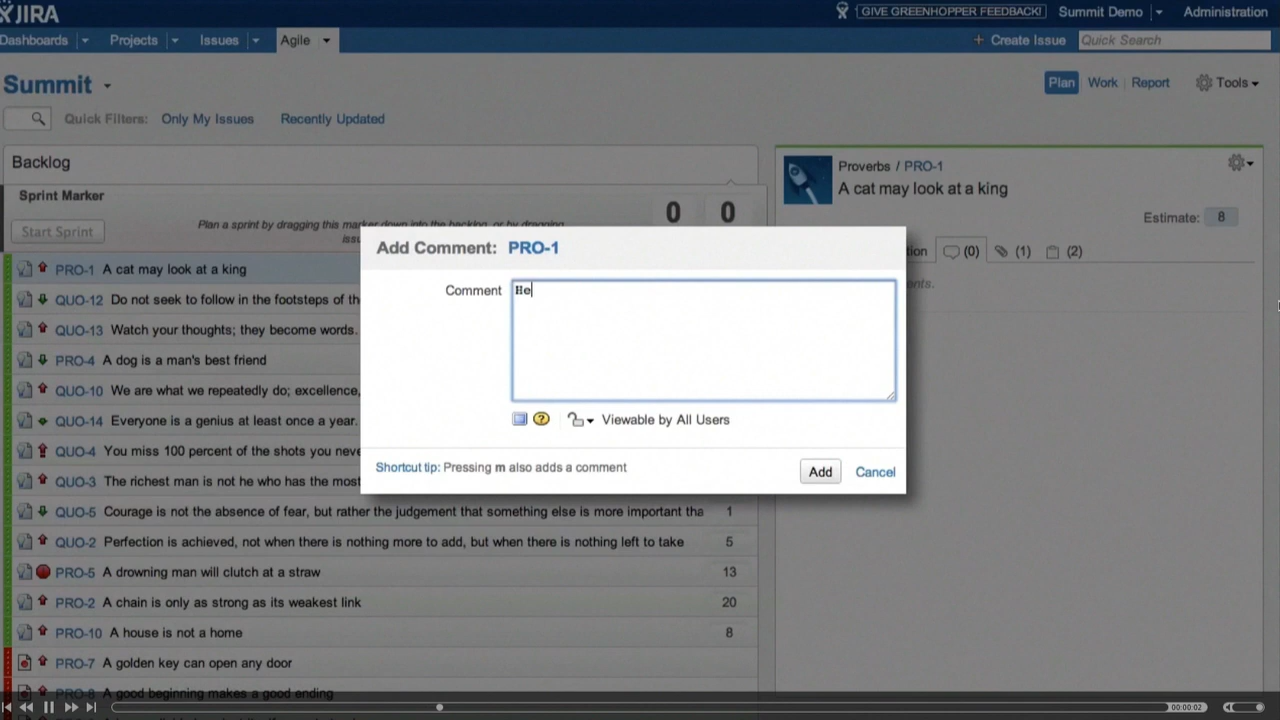 JIRA
GIVE GREENHOPPER FEEDBACK!
Summit Demo
Administration
Dashboards
Projects
Issues
Agile
+ Create Issue
Quick Search
Summit
Plan
Work
Report
Tools
Quick Filters:
Only My Issues
Recently Updated
Backlog
Sprint Marker
0
0
Start Sprint
Plan a sprint by dragging this marker down into the backlog, or by dragging
Proverbs / PRO-1
A cat may look at a king
Estimate: 8
(0)
(1)
(2)
Add Comment: PRO-1
Comment
He
Viewable by All Users
Shortcut tip: Pressing m also adds a comment
Add
Cancel
PRO-1 A cat may look at a king
QUO-12 Do not seek to follow in the footsteps of th
QUO-13 Watch your thoughts; they become words.
PRO-4 A dog is a man's best friend
QUO-10 We are what we repeatedly do; excellence,
QUO-14 Everyone is a genius at least once a year.
QUO-4 You miss 100 percent of the shots you neve
QUO-3 The richest man is not he who has the most
QUO-5 Courage is not the absence of fear, but rather the judgement that something else is more important tha 1
QUO-2 Perfection is achieved, not when there is nothing more to add, but when there is nothing left to take 5
PRO-5 A drowning man will clutch at a straw 13
PRO-2 A chain is only as strong as its weakest link 20
PRO-10 A house is not a home 8
PRO-7 A golden key can open any door
PRO-8 A good beginning makes a good ending
00:00:02